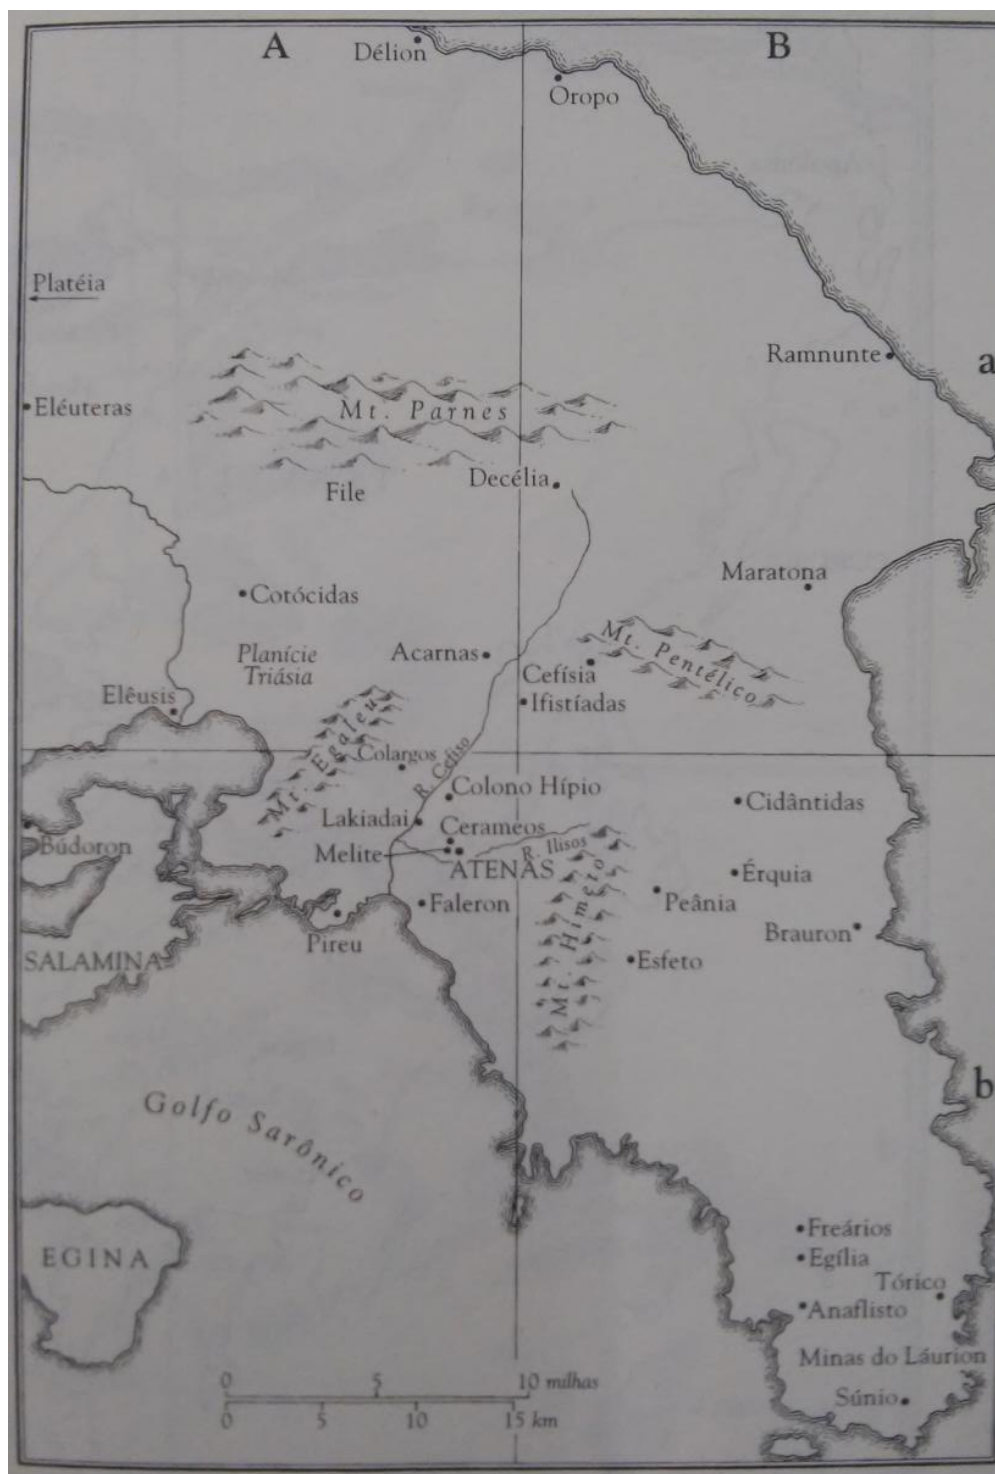 A
B
Délion
Oropo
Platéia
Ramnunte
a
Eléuteras
Mt. Parnes
Decélia
File
Maratona
Cotócidas
Planície
Triásia
Acarnas
Mt. Pentélico
Cefísia
Ifistíadas
Elêusis
Mt. Egaleu
Colargos
R. Cefiso
Colono Hípio
Cidântidas
Lakiadai
Cerameos
Búdoron
Melite
R. Ilisos
ATENAS
Érquia
Mt. Himeto
Peânia
Faleron
Brauron
Pireu
Esfeto
SALAMINA
b
Golfo Sarônico
Freários
EGINA
Egília
Tórico
Anaflisto
Minas do Láurion
0 5 10 milhas
Súnio
0 5 10 15 km